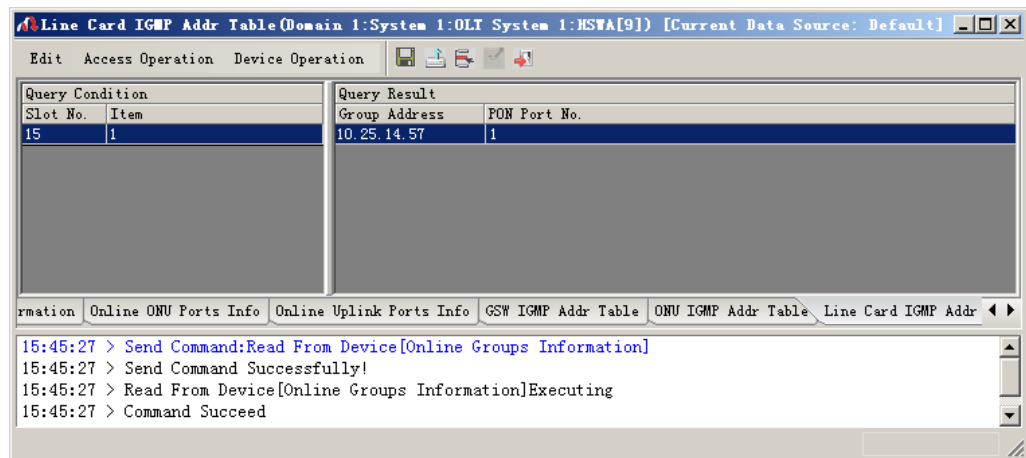 Line Card IGMP Addr Table(Domain 1:System 1:OLT System 1:HSWA[9]) [Current Data Source: Default]
Edit Access Operation Device Operation
Query Condition Query Result
Slot No. Item Group Address PON Port No.
15 1 10.25.14.57 1
rmation Online ONU Ports Info Online Uplink Ports Info GSW IGMP Addr Table ONU IGMP Addr Table Line Card IGMP Addr
15:45:27 > Send Command:Read From Device[Online Groups Information]
15:45:27 > Send Command Successfully!
15:45:27 > Read From Device[Online Groups Information]Executing
15:45:27 > Command Succeed